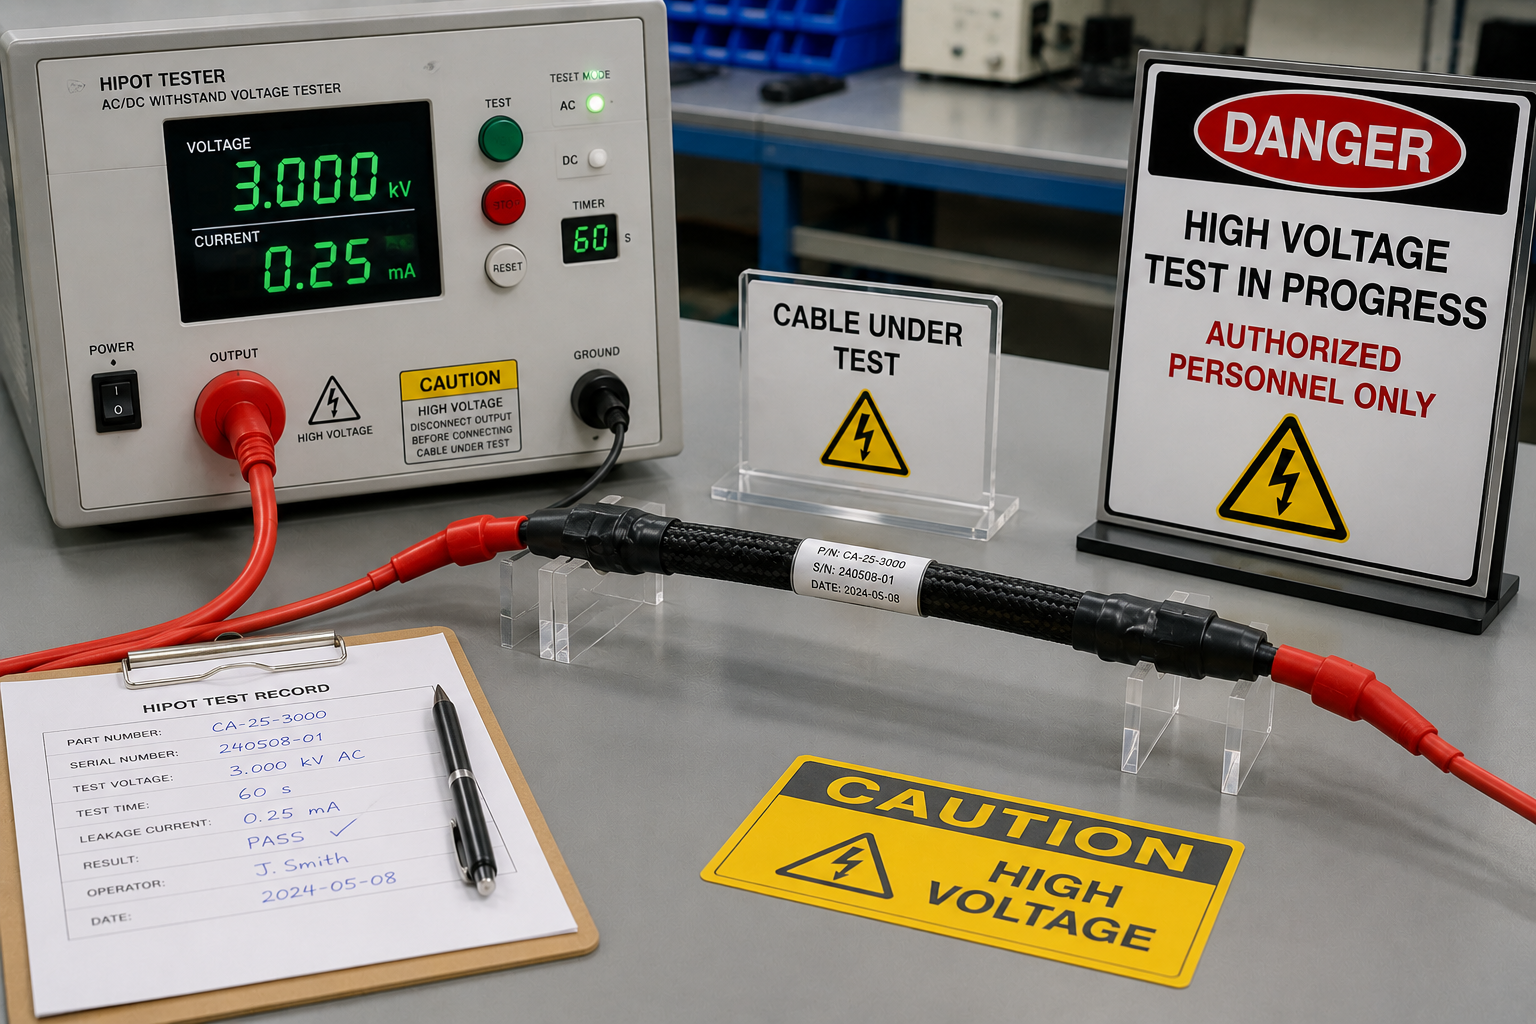 HIPOT TESTER
AC/DC WITHSTAND VOLTAGE TESTER
VOLTAGE
3.000 kV
CURRENT
0.25 mA
TEST
STOP
RESET
TESET MODE
AC
DC
TIMER
60 S
POWER
I
O
OUTPUT
HIGH VOLTAGE
CAUTION
HIGH VOLTAGE
DISCONNECT OUTPUT
BEFORE CONNECTING
CABLE UNDER TEST
GROUND
CABLE UNDER
TEST
DANGER
HIGH VOLTAGE
TEST IN PROGRESS
AUTHORIZED
PERSONNEL ONLY
P/N: CA-25-3000
S/N: 240508-01
DATE: 2024-05-08
HIPOT TEST RECORD
PART NUMBER: CA-25-3000
SERIAL NUMBER: 240508-01
TEST VOLTAGE: 3.000 kV AC
TEST TIME: 60 s
LEAKAGE CURRENT: 0.25 mA
RESULT: PASS ✓
OPERATOR: J. Smith
DATE: 2024-05-08
CAUTION
HIGH
VOLTAGE